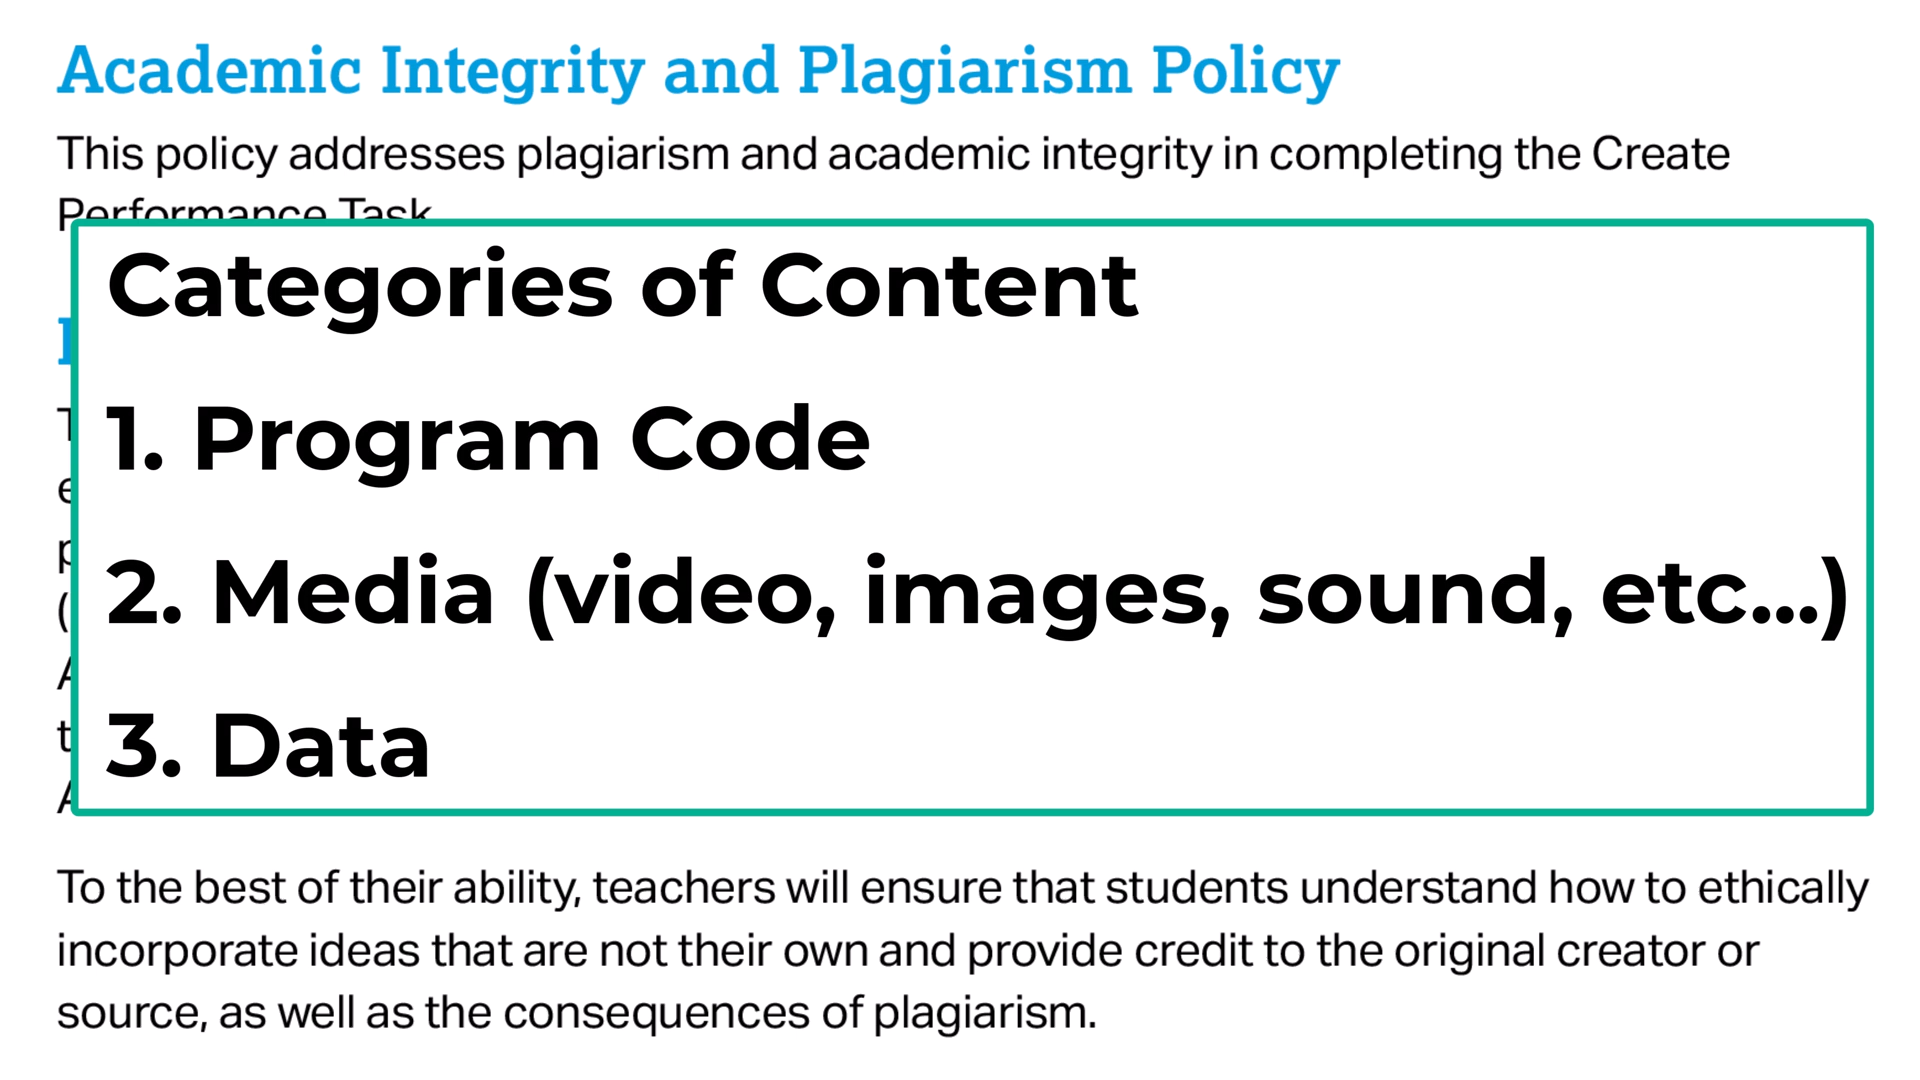 Academic Integrity and Plagiarism Policy
This policy addresses plagiarism and academic integrity in completing the Create
Performance Task
Categories of Content
1. Program Code
2. Media (video, images, sound, etc...)
3. Data
To the best of their ability, teachers will ensure that students understand how to ethically
incorporate ideas that are not their own and provide credit to the original creator or
source, as well as the consequences of plagiarism.